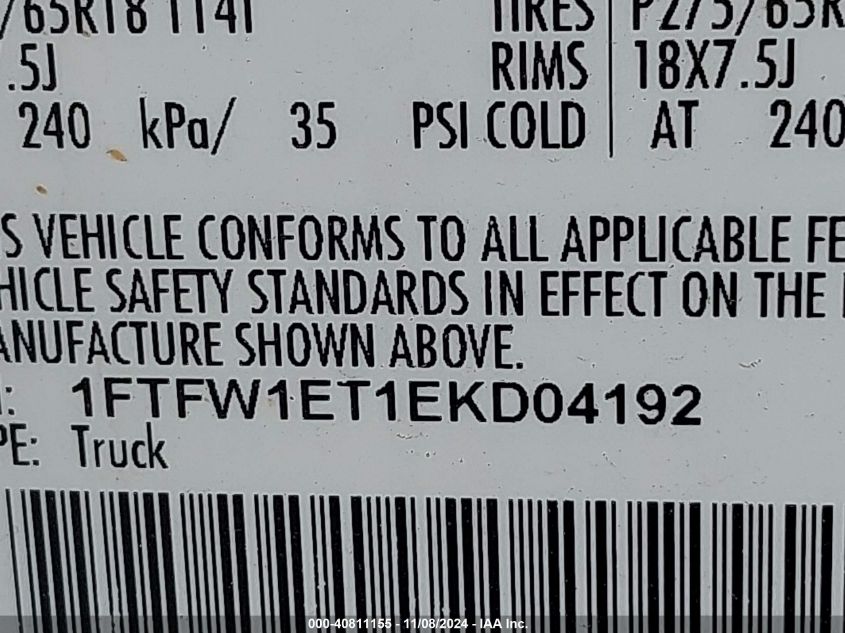 /65R18 114T TIRES P275/65R
.5J RIMS 18X7.5J
240 kPa/ 35 PSI COLD AT 240
S VEHICLE CONFORMS TO ALL APPLICABLE FE
HICLE SAFETY STANDARDS IN EFFECT ON THE
ANUFACTURE SHOWN ABOVE.
: 1FTFW1ET1EKD04192
PE: Truck
000-40811155 - 11/08/2024 - IAA Inc.